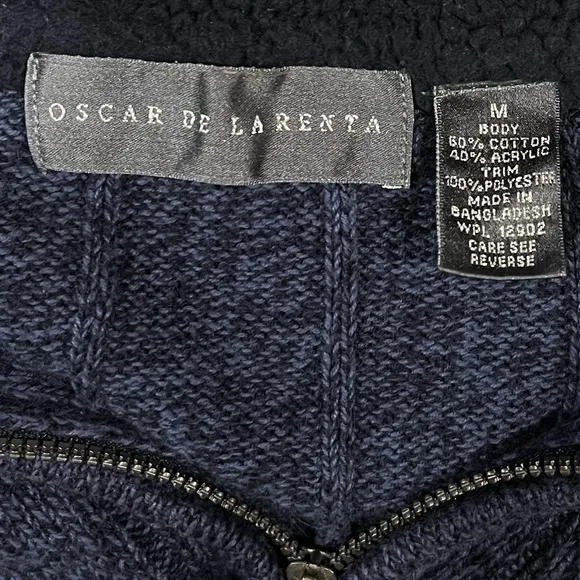 OSCAR DE LA RENTA
M
BODY
60% COTTON
40% ACRYLIC
TRIM
100% POLYESTER
MADE IN
BANGLADESH
WPL 12902
CARE SEE
REVERSE